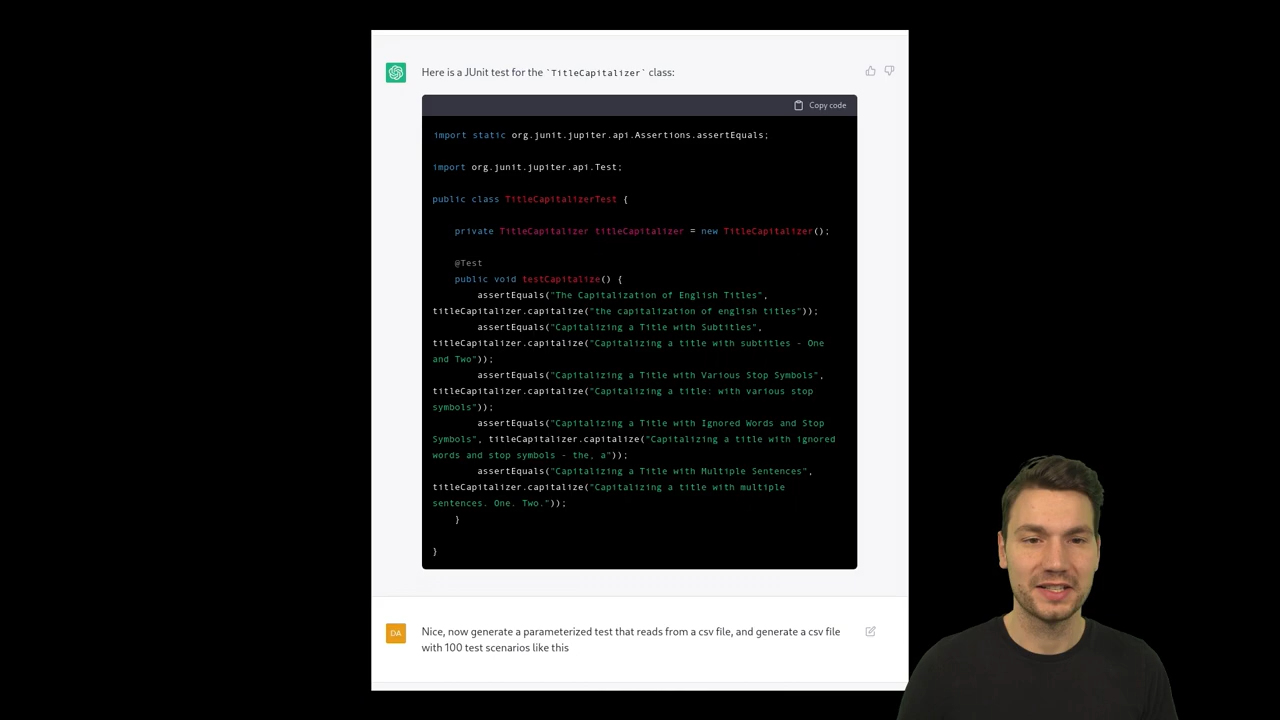 Here is a JUnit test for the `TitleCapitalizer` class:
Copy code
import static org.junit.jupiter.api.Assertions.assertEquals;
import org.junit.jupiter.api.Test;
public class TitleCapitalizerTest {
private TitleCapitalizer titleCapitalizer = new TitleCapitalizer();
@Test
public void testCapitalize() {
assertEquals("The Capitalization of English Titles",
titleCapitalizer.capitalize("the capitalization of english titles"));
assertEquals("Capitalizing a Title with Subtitles",
titleCapitalizer.capitalize("Capitalizing a title with subtitles - One
and Two"));
assertEquals("Capitalizing a Title with Various Stop Symbols",
titleCapitalizer.capitalize("Capitalizing a title: with various stop
symbols"));
assertEquals("Capitalizing a Title with Ignored Words and Stop
Symbols", titleCapitalizer.capitalize("Capitalizing a title with ignored
words and stop symbols - the, a"));
assertEquals("Capitalizing a Title with Multiple Sentences",
titleCapitalizer.capitalize("Capitalizing a title with multiple
sentences. One. Two."));
}
}
DA
Nice, now generate a parameterized test that reads from a csv file, and generate a csv file
with 100 test scenarios like this